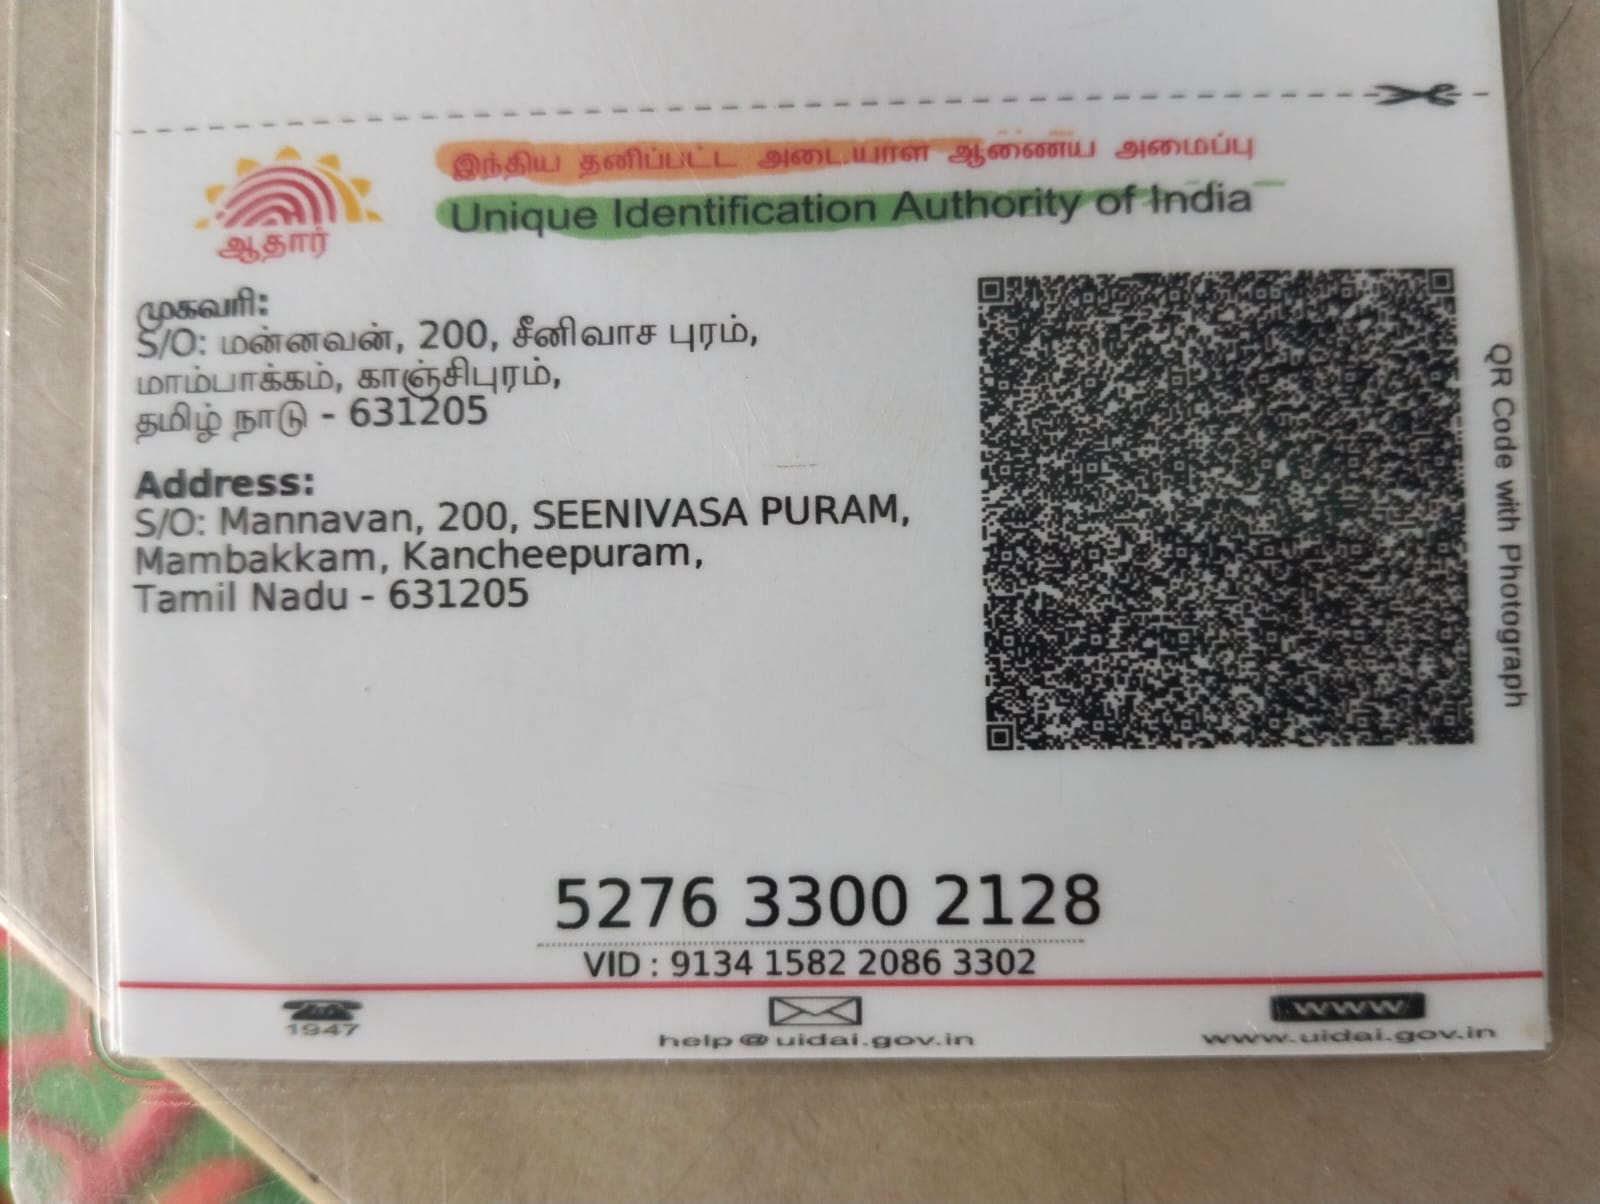 இந்திய தனிப்பட்ட அடையாள ஆணைய அமைப்பு
Unique Identification Authority of India
ஆதார்
முகவரி:
S/O: மன்னவன், 200, சீனிவாச புரம்,
மாம்பாக்கம், காஞ்சிபுரம்,
தமிழ் நாடு - 631205
Address:
S/O: Mannavan, 200, SEENIVASA PURAM,
Mambakkam, Kancheepuram,
Tamil Nadu - 631205
QR Code with Photograph
5276 3300 2128
VID : 9134 1582 2086 3302
1947
help@uidai.gov.in
www
www.uidai.gov.in